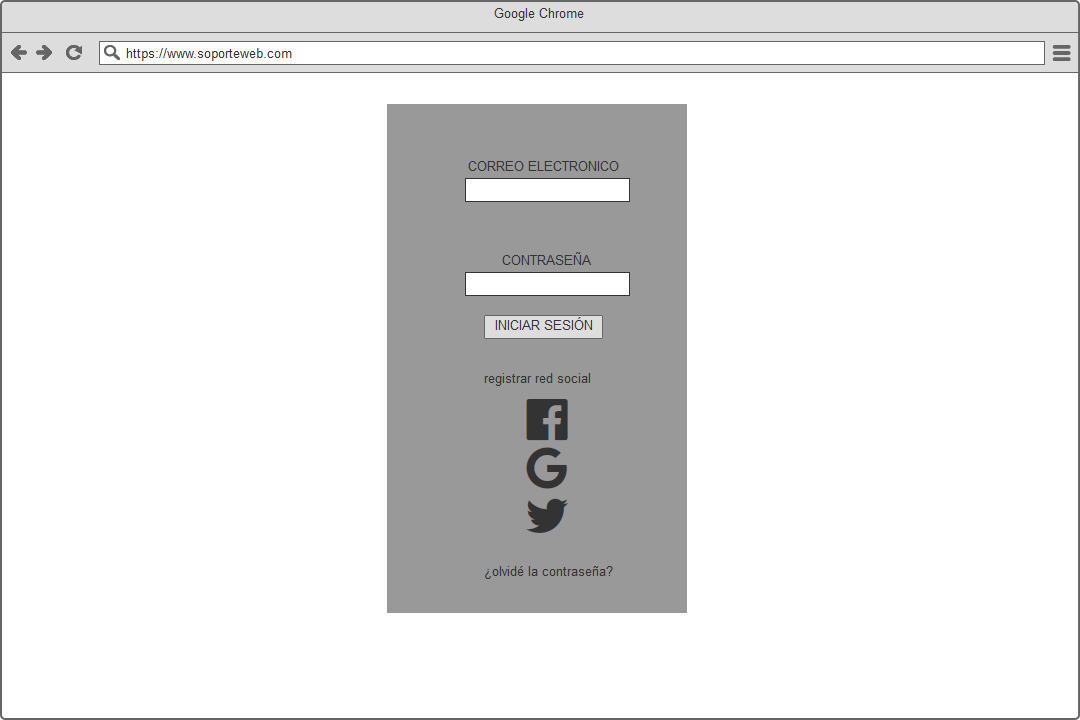 Google Chrome
https://www.soporteweb.com
CORREO ELECTRONICO
CONTRASEÑA
INICIAR SESIÓN
registrar red social
¿olvidé la contraseña?